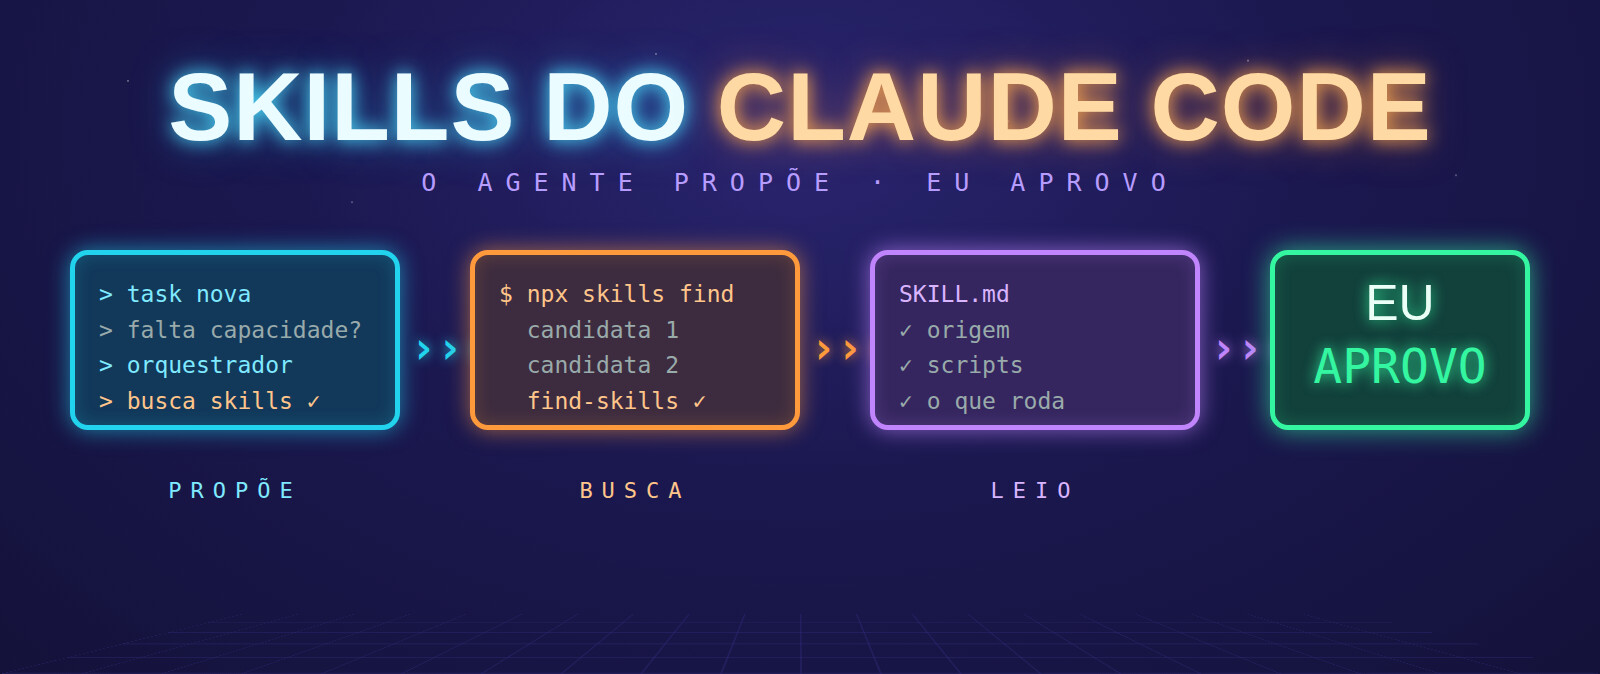 SKILLS DO CLAUDE CODE
O AGENTE PROPÕE · EU APROVO
> task nova
> falta capacidade?
> orquestrador
> busca skills ✓
››
$ npx skills find
candidata 1
candidata 2
find-skills ✓
››
SKILL.md
✓ origem
✓ scripts
✓ o que roda
››
EU
APROVO
PROPÕE
BUSCA
LEIO